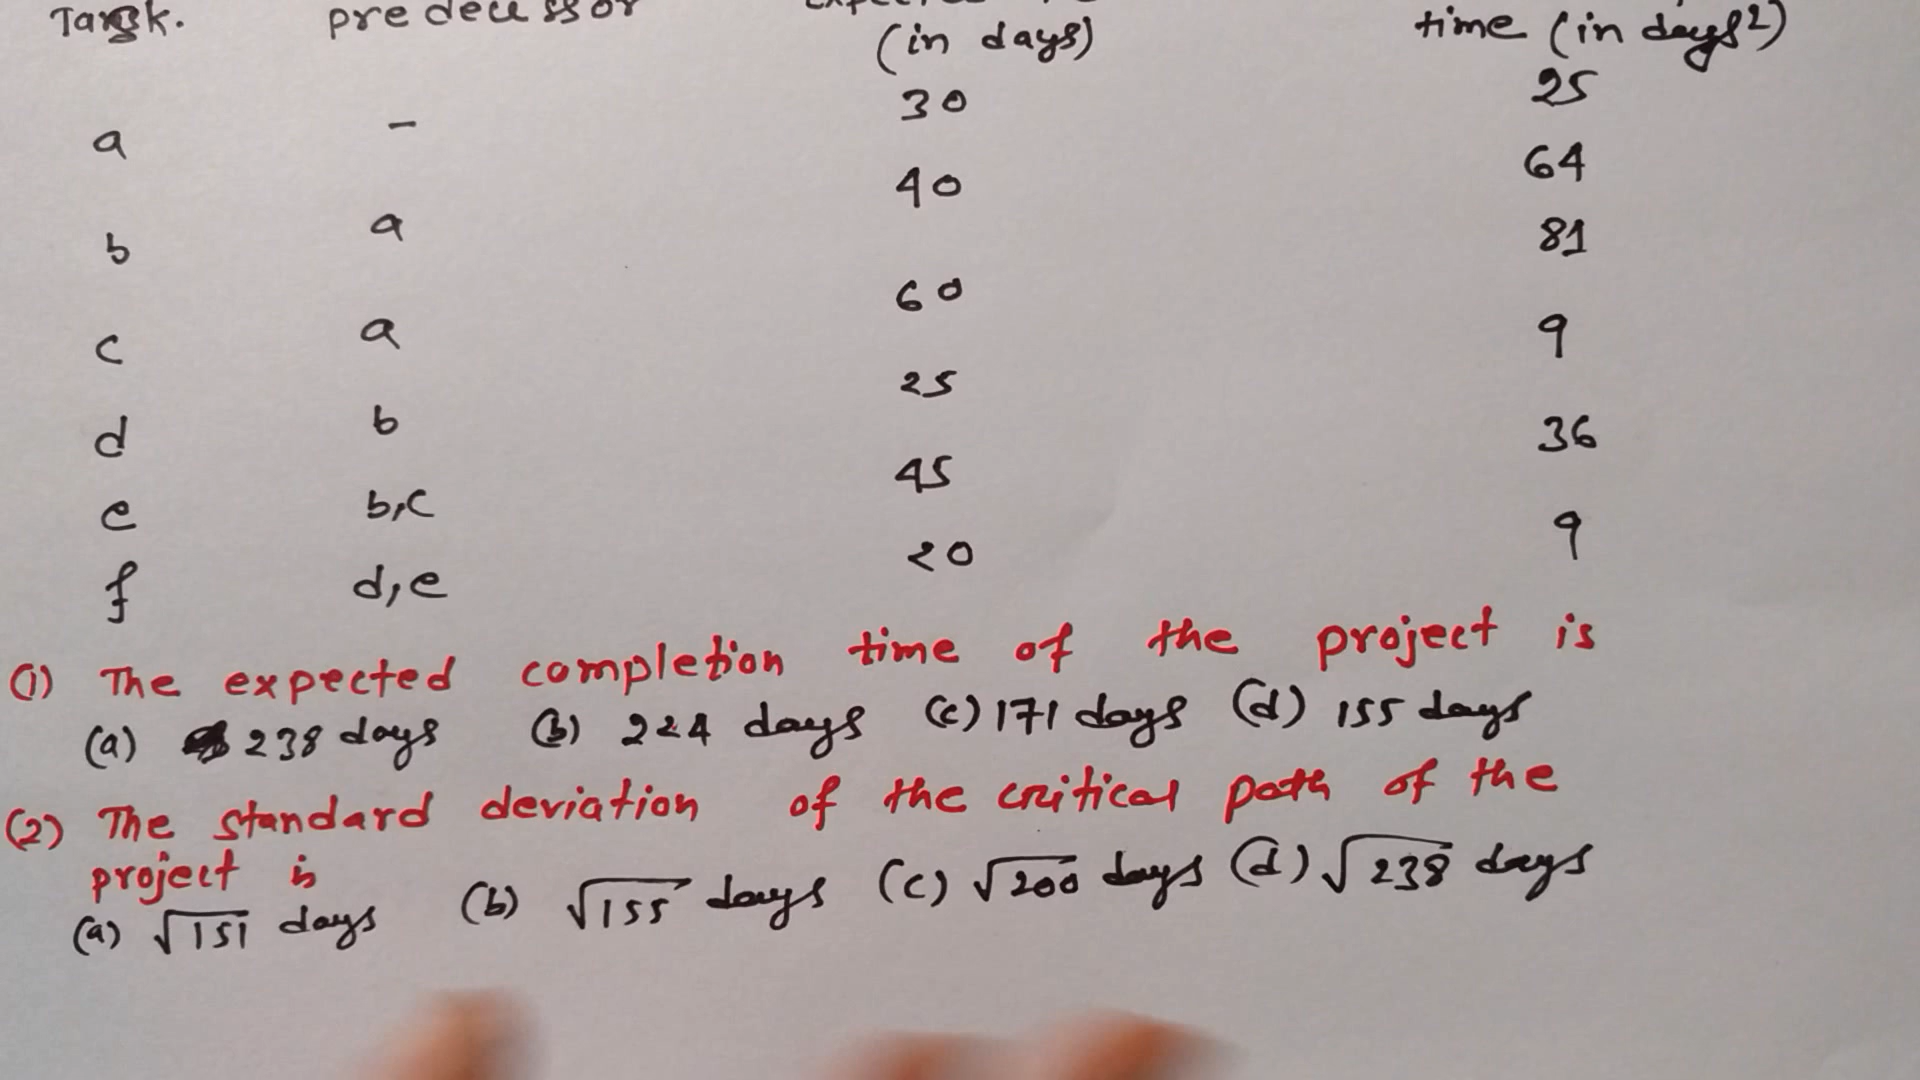 Task. predecessor
(in days) time (in days²)
a - 30 25
b a 40 64
c a 60 81
d b 25 9
e b,c 45 36
f d,e 20 9
(1) The expected completion time of the project is
(a) 238 days (b) 224 days (c) 171 days (d) 155 days
(2) The standard deviation of the critical path of the
project is
(a) √151 days (b) √155 days (c) √200 days (d) √238 days